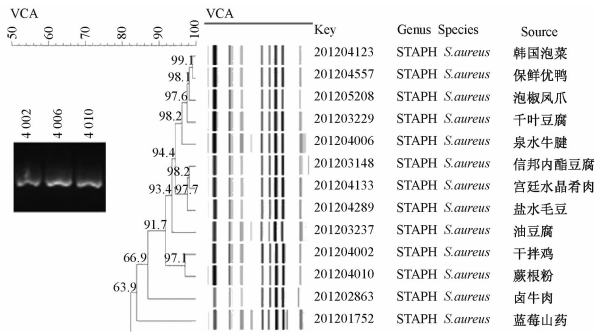 VCA VCA
50 60 70 80 90 100 Key Genus Species Source
99.1 201204123 STAPH S.aureus 韩国泡菜
98.1 201204557 STAPH S.aureus 保鲜优鸭
97.6 201205208 STAPH S.aureus 泡椒凤爪
98.2 201203229 STAPH S.aureus 千叶豆腐
4 002 4 006 4 010
94.4 201204006 STAPH S.aureus 泉水牛腱
98.2 201203148 STAPH S.aureus 信邦内酯豆腐
93.4 97.7 201204133 STAPH S.aureus 宫廷水晶肴肉
201204289 STAPH S.aureus 盐水毛豆
91.7 201203237 STAPH S.aureus 油豆腐
201204002 STAPH S.aureus 干拌鸡
66.9 97.1 201204010 STAPH S.aureus 蕨根粉
63.9 201202863 STAPH S.aureus 卤牛肉
201201752 STAPH S.aureus 蓝莓山药